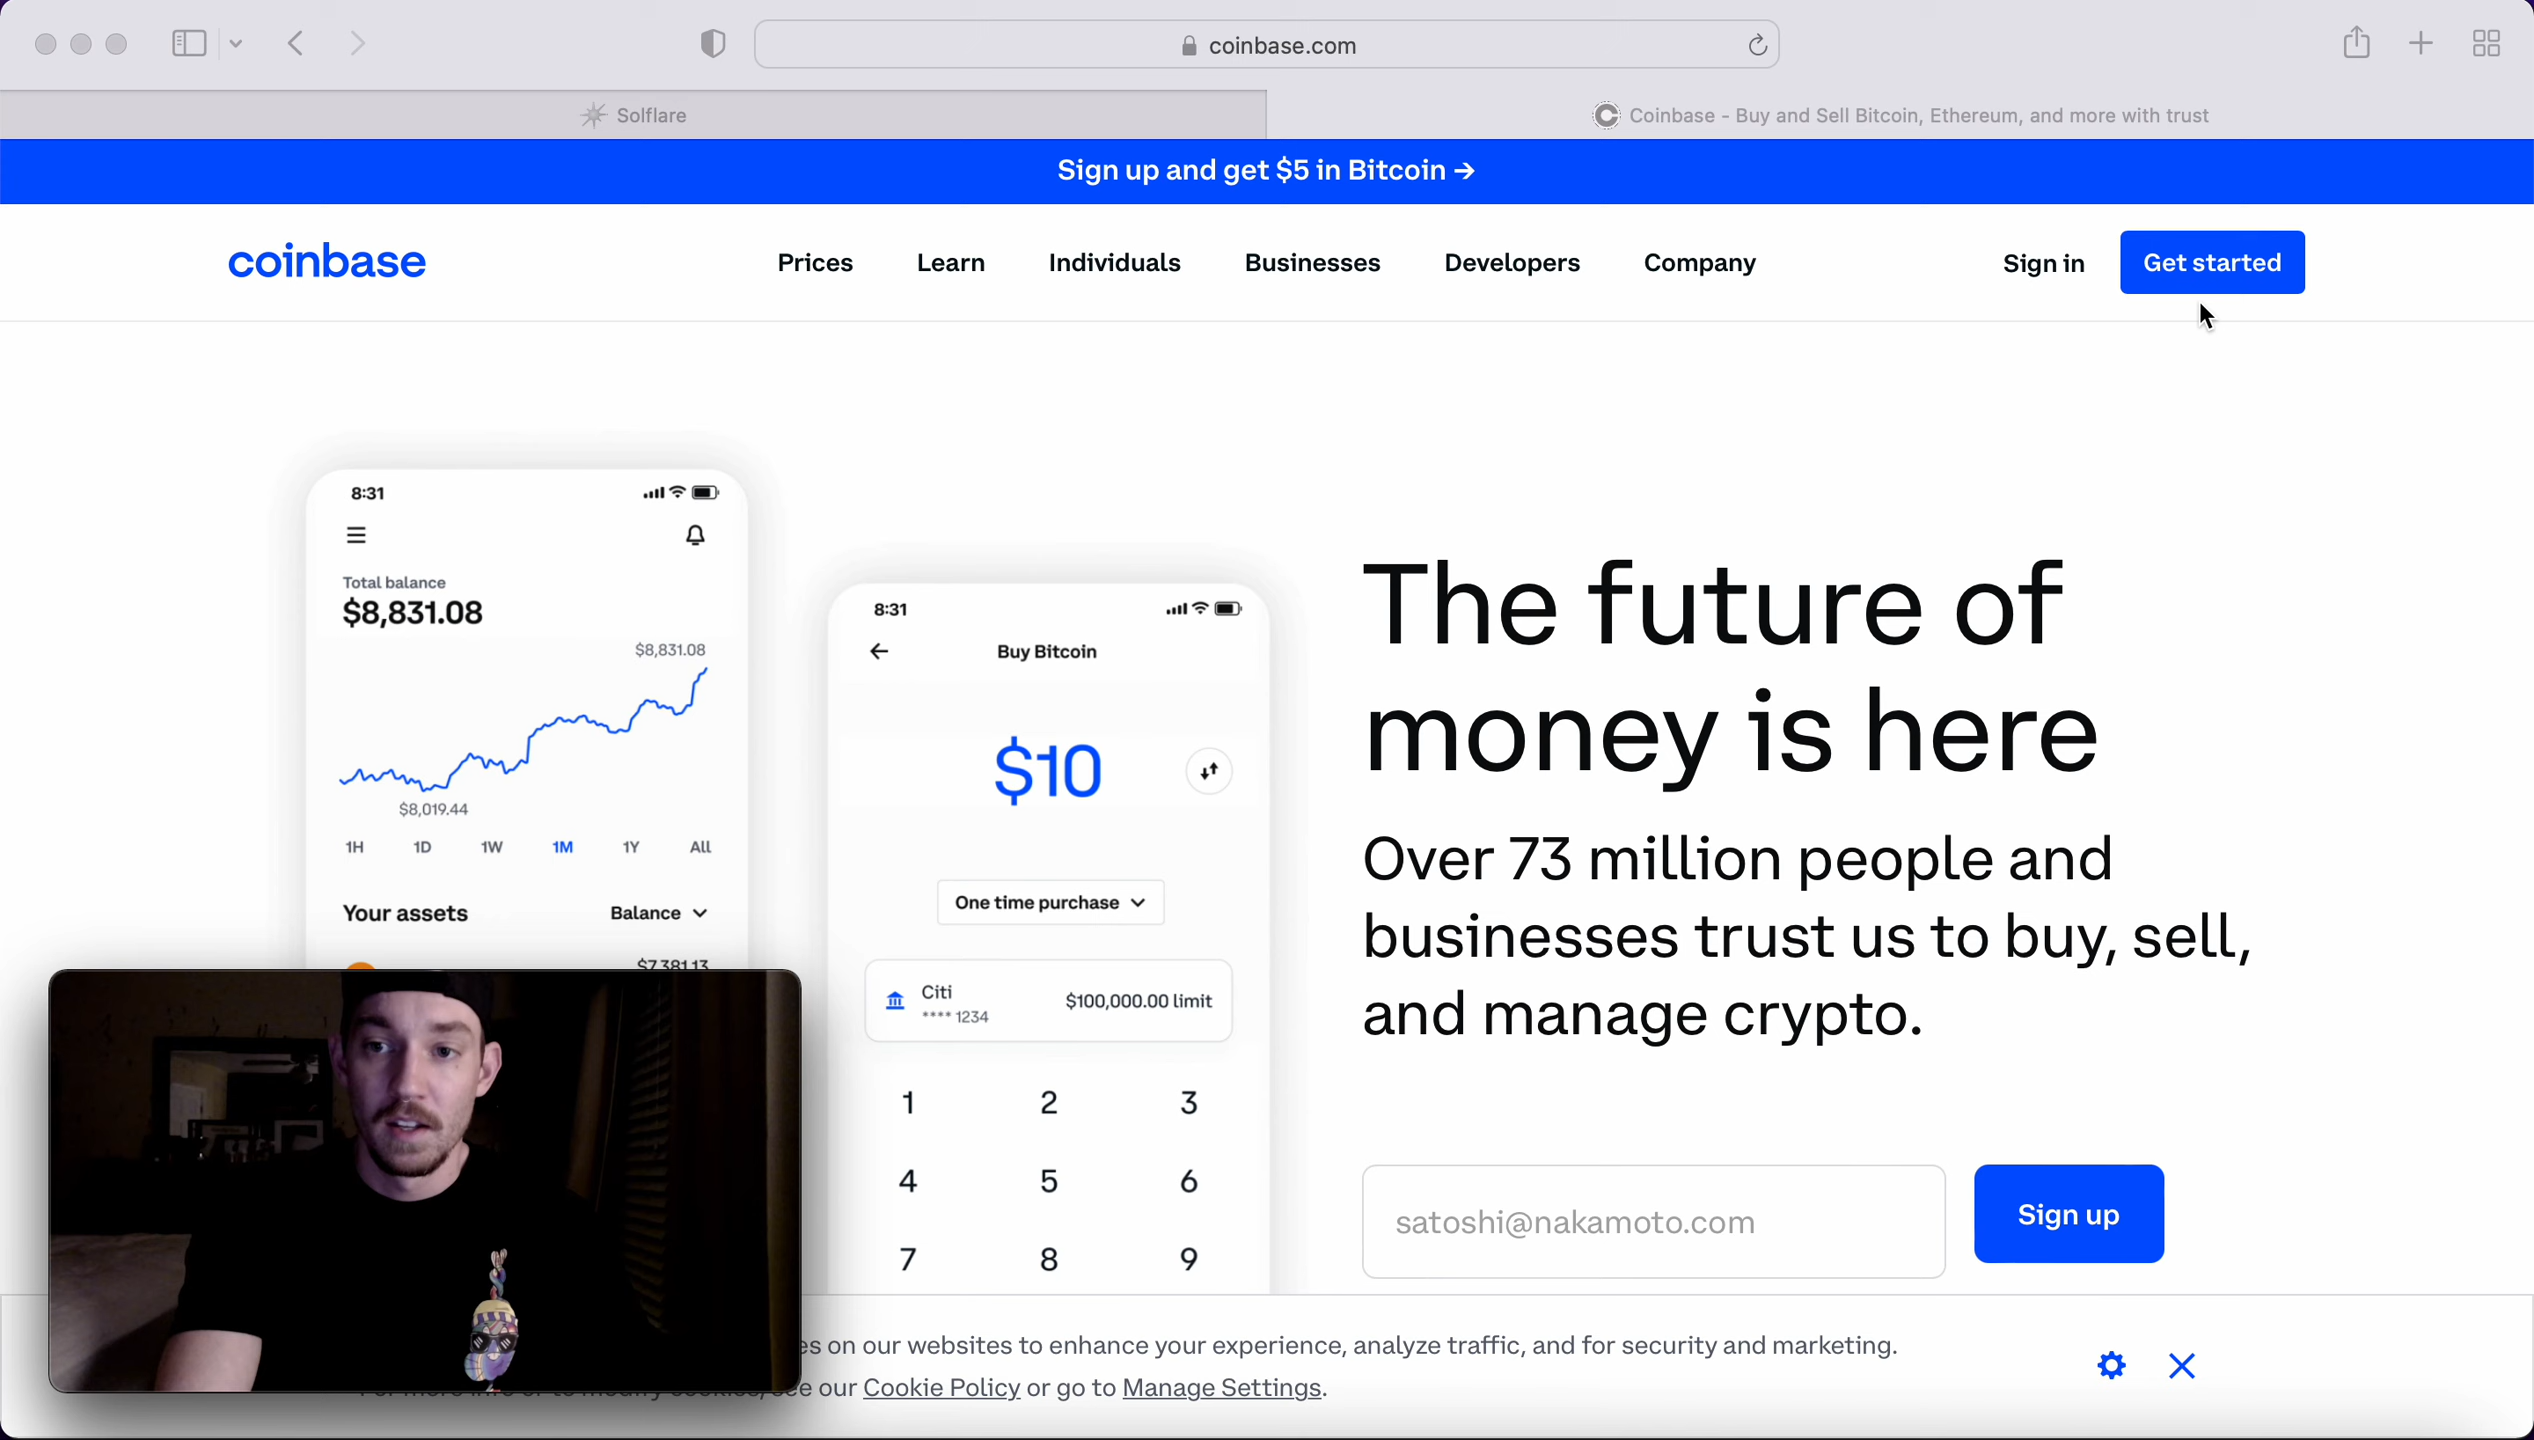 coinbase.com
Solflare
Coinbase - Buy and Sell Bitcoin, Ethereum, and more with trust
Sign up and get $5 in Bitcoin →
coinbase
Prices
Learn
Individuals
Businesses
Developers
Company
Sign in
Get started
8:31
Total balance
$8,831.08
$8,831.08
$8,019.44
1H 1D 1W 1M 1Y All
Your assets
Balance
$7,381.13
8:31
Buy Bitcoin
$10
One time purchase
Citi
$100,000.00 limit
**** 1234
1 2 3
4 5 6
7 8 9
The future of
money is here
Over 73 million people and
businesses trust us to buy, sell,
and manage crypto.
satoshi@nakamoto.com
Sign up
on our websites to enhance your experience, analyze traffic, and for security and marketing.
our Cookie Policy or go to Manage Settings.